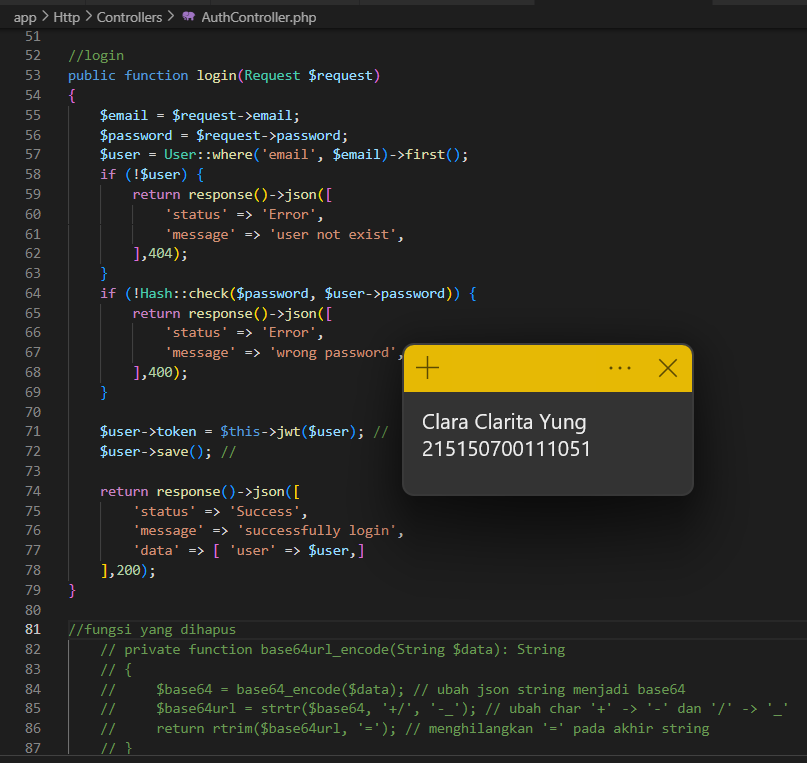 app > Http > Controllers > AuthController.php
51
52 //login
53 public function login(Request $request)
54 {
55 $email = $request->email;
56 $password = $request->password;
57 $user = User::where('email', $email)->first();
58 if (!$user) {
59 return response()->json([
60 'status' => 'Error',
61 'message' => 'user not exist',
62 ],404);
63 }
64 if (!Hash::check($password, $user->password)) {
65 return response()->json([
66 'status' => 'Error',
67 'message' => 'wrong password',
68 ],400);
69 }
70
71 $user->token = $this->jwt($user); //
72 $user->save(); //
73
74 return response()->json([
75 'status' => 'Success',
76 'message' => 'successfully login',
77 'data' => [ 'user' => $user,]
78 ],200);
79 }
80
81 //fungsi yang dihapus
82 // private function base64url_encode(String $data): String
83 // {
84 // $base64 = base64_encode($data); // ubah json string menjadi base64
85 // $base64url = strtr($base64, '+/', '-_'); // ubah char '+' -> '-' dan '/' -> '_'
86 // return rtrim($base64url, '='); // menghilangkan '=' pada akhir string
87 // }
Clara Clarita Yung
215150700111051